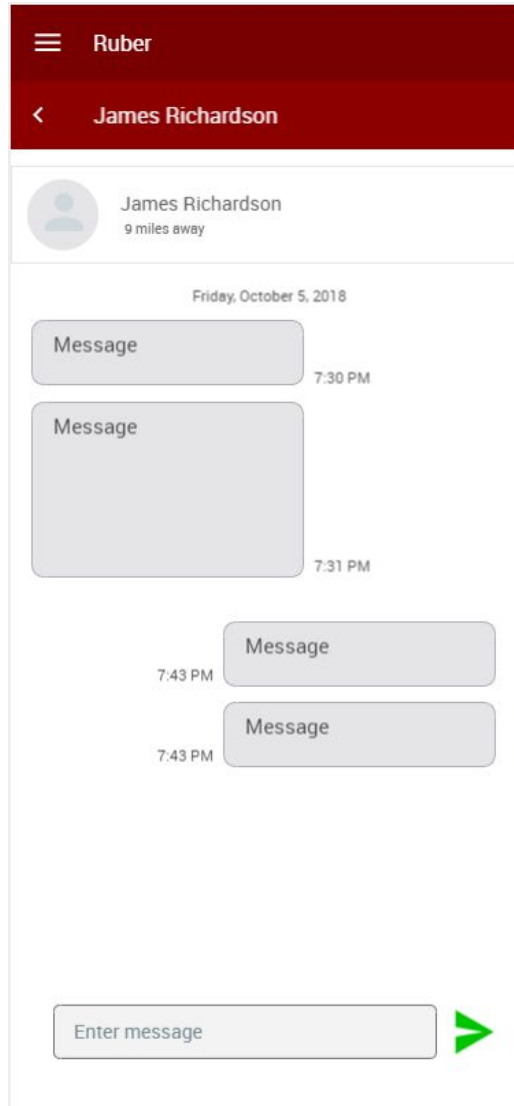 Ruber
James Richardson
James Richardson
9 miles away
Friday, October 5, 2018
Message
7:30 PM
Message
7:31 PM
Message
7:43 PM
Message
7:43 PM
Enter message